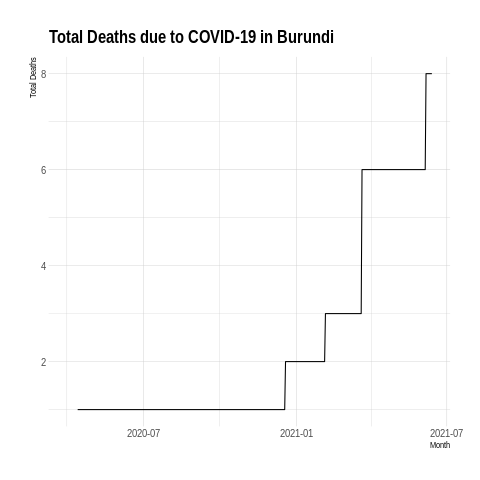 Total Deaths due to COVID-19 in Burundi
Total Deaths
8
6
4
2
2020-07
2021-01
2021-07
Month